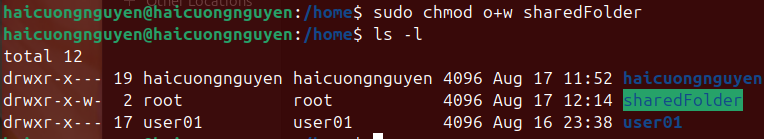 Other Locations
haicuongnguyen@haicuongnguyen:/home$ sudo chmod o+w sharedFolder
haicuongnguyen@haicuongnguyen:/home$ ls -l
total 12
drwxr-x--- 19 haicuongnguyen haicuongnguyen 4096 Aug 17 11:52 haicuongnguyen
drwxr-x-w-  2 root           root           4096 Aug 17 12:14 sharedFolder
drwxr-x--- 17 user01         user01         4096 Aug 16 23:38 user01